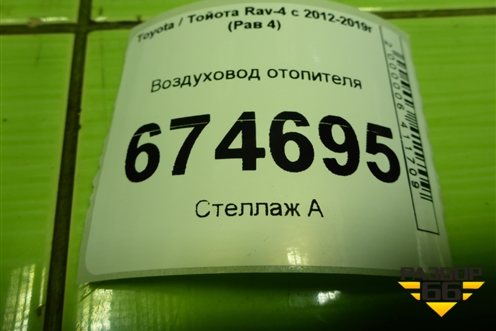 Toyota / Тойота Rav-4 с 2012-2019г
(Рав 4)
Воздуховод отопителя
674695
Стеллаж А
РАЗБОР
66